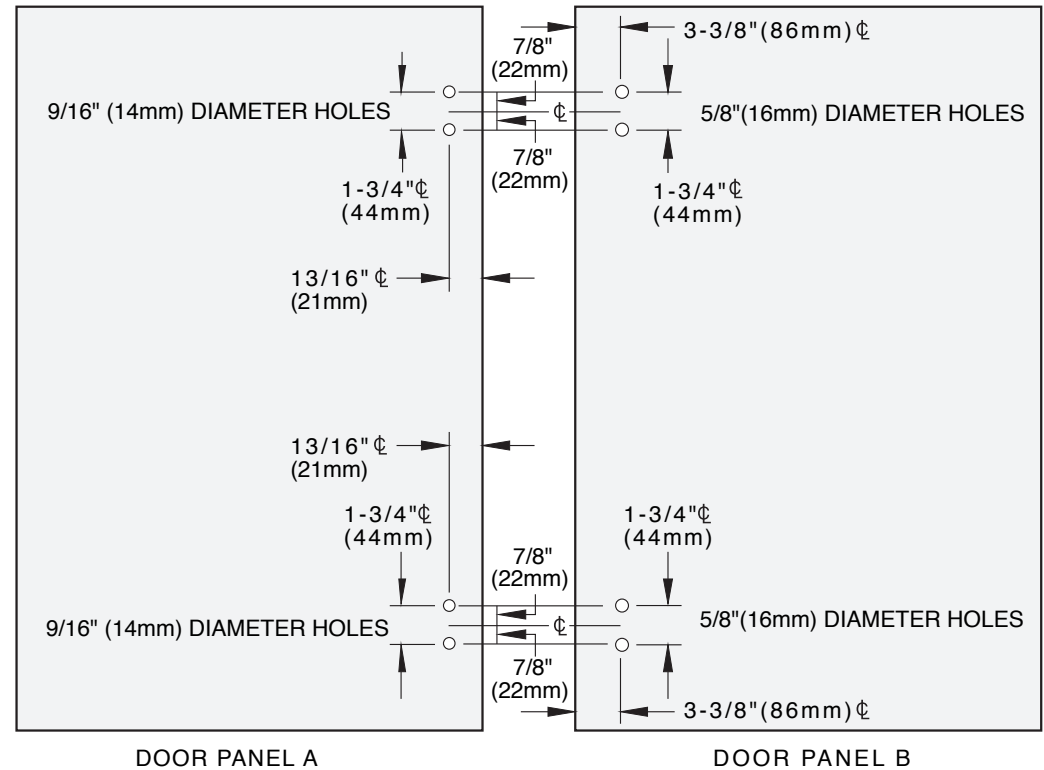 3-3/8"(86mm) ℄
7/8"
(22mm)
9/16" (14mm) DIAMETER HOLES
℄
5/8"(16mm) DIAMETER HOLES
7/8"
(22mm)
1-3/4"℄
(44mm)
1-3/4"℄
(44mm)
13/16" ℄
(21mm)
13/16" ℄
(21mm)
1-3/4"℄
(44mm)
1-3/4"℄
(44mm)
7/8"
(22mm)
9/16" (14mm) DIAMETER HOLES
℄
5/8"(16mm) DIAMETER HOLES
7/8"
(22mm)
3-3/8"(86mm) ℄
DOOR PANEL A
DOOR PANEL B